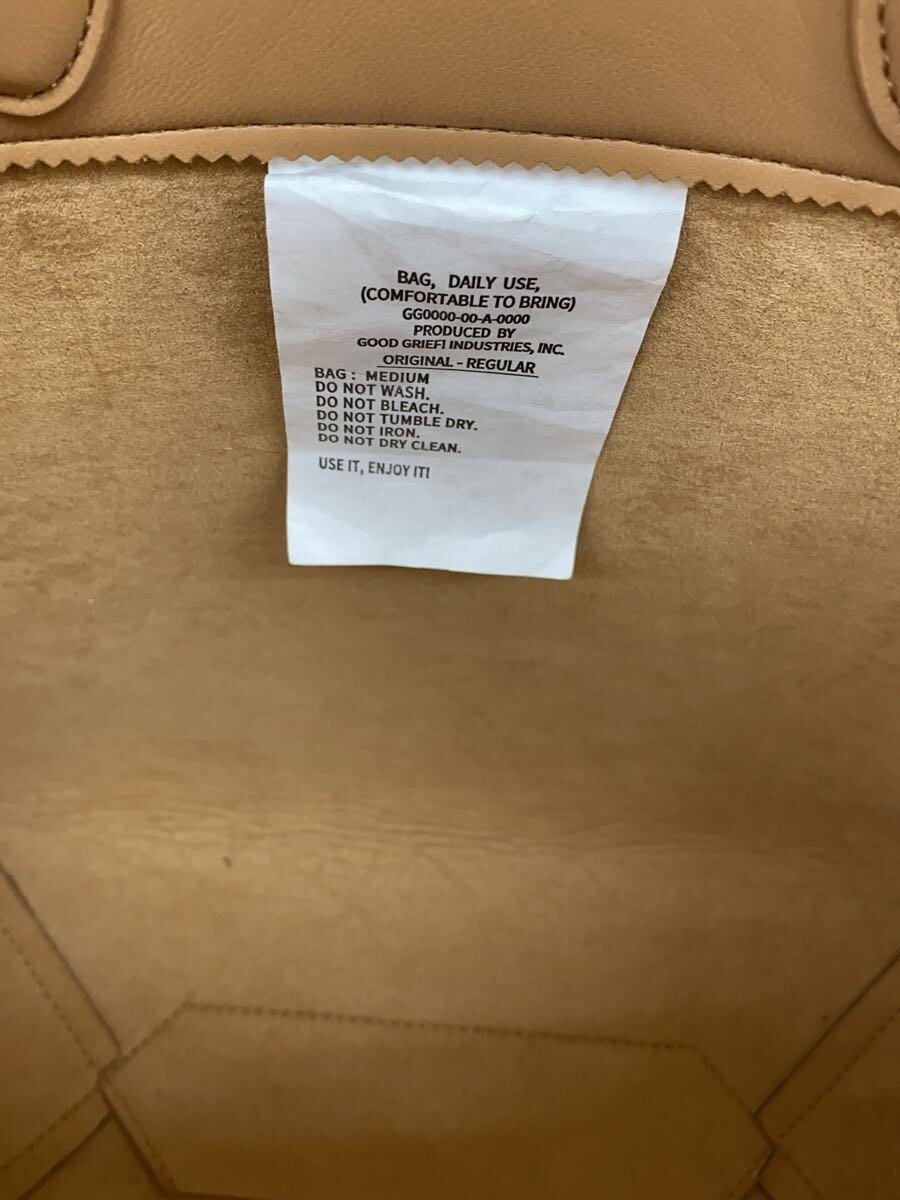 BAG, DAILY USE,
(COMFORTABLE TO BRING)
GG0000-00-A-0000
PRODUCED BY
GOOD GRIEF! INDUSTRIES, INC.
ORIGINAL - REGULAR
BAG : MEDIUM
DO NOT WASH.
DO NOT BLEACH.
DO NOT TUMBLE DRY.
DO NOT IRON.
DO NOT DRY CLEAN.
USE IT, ENJOY IT!